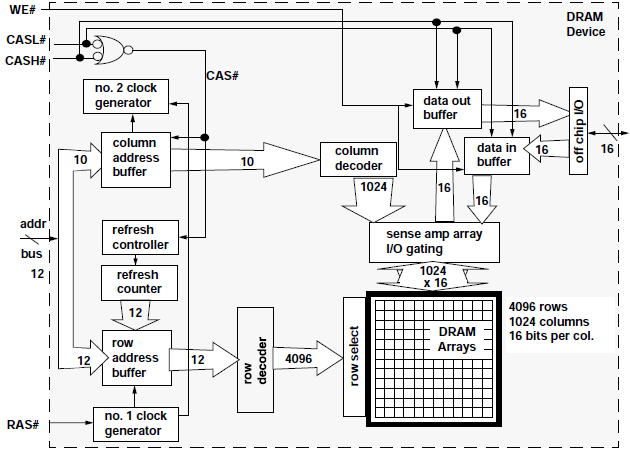 WE#
DRAM
Device
CASL#
CASH#
CAS#
no. 2 clock
generator
data out
buffer
16
off chip I/O
column
address
buffer
10
10
column
decoder
data in
buffer
16
16
1024
16
16
addr
bus
12
refresh
controller
sense amp array
I/O gating
refresh
counter
1024
x 16
12
row
address
buffer
12
12
row
decoder
4096
row select
DRAM
Arrays
4096 rows
1024 columns
16 bits per col.
RAS#
no. 1 clock
generator